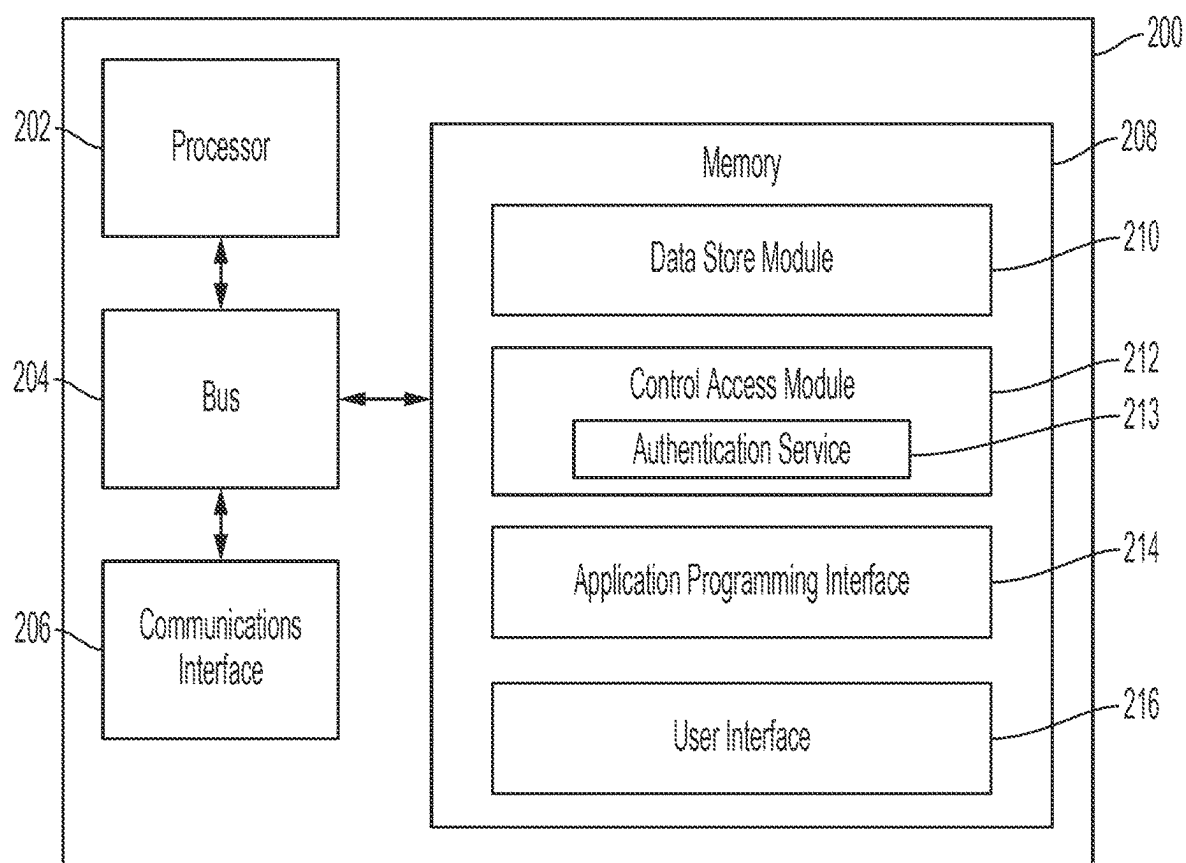 200
202
Processor
Memory
208
Data Store Module
210
204
Bus
Control Access Module
212
Authentication Service
213
206
Communications
Interface
Application Programming Interface
214
User Interface
216